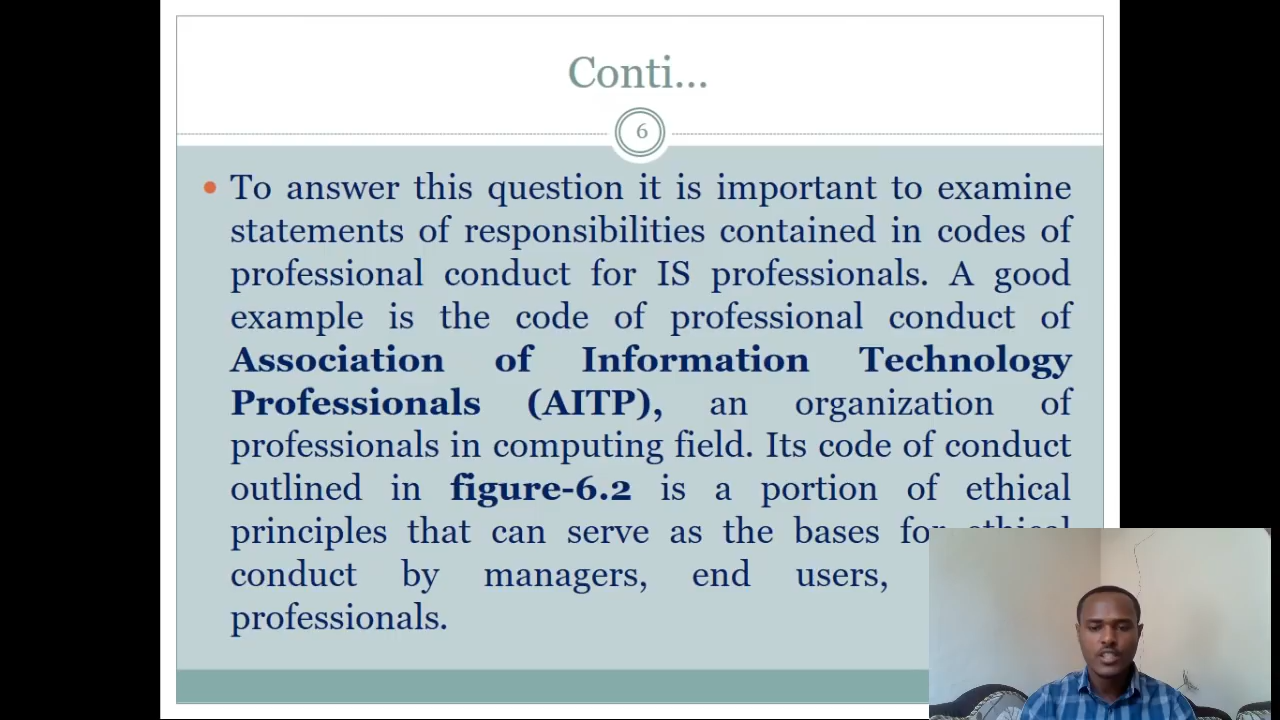 Conti...
6
To answer this question it is important to examine
statements of responsibilities contained in codes of
professional conduct for IS professionals. A good
example is the code of professional conduct of
Association of Information Technology
Professionals (AITP), an organization of
professionals in computing field. Its code of conduct
outlined in figure-6.2 is a portion of ethical
principles that can serve as the bases for ethical
conduct by managers, end users,
professionals.